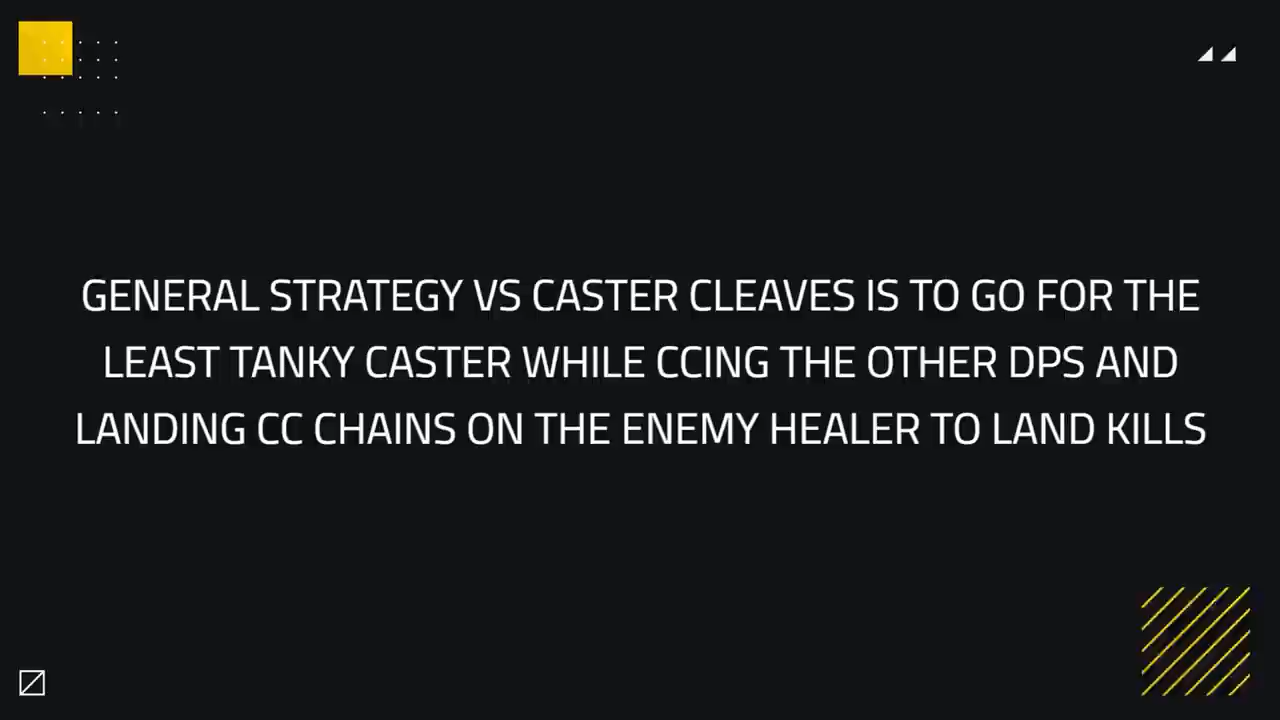 GENERAL STRATEGY VS CASTER CLEAVES IS TO GO FOR THE
LEAST TANKY CASTER WHILE CCING THE OTHER DPS AND
LANDING CC CHAINS ON THE ENEMY HEALER TO LAND KILLS